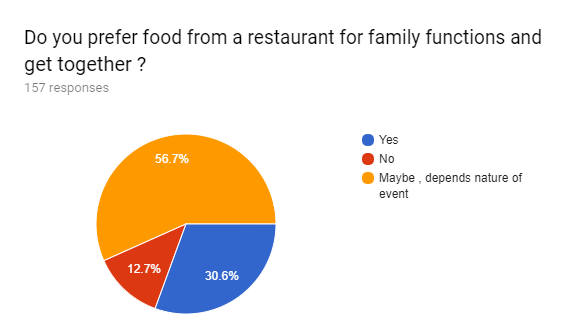 Do you prefer food from a restaurant for family functions and
get together ?
157 responses
56.7%
12.7%
30.6%
Yes
No
Maybe , depends nature of
event